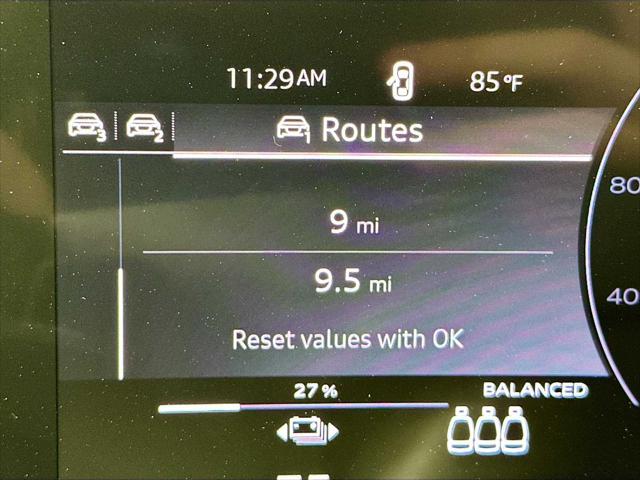 11:29AM 85°F
3 2 1 Routes
9 mi
80
9.5 mi
40
Reset values with OK
27 % BALANCED